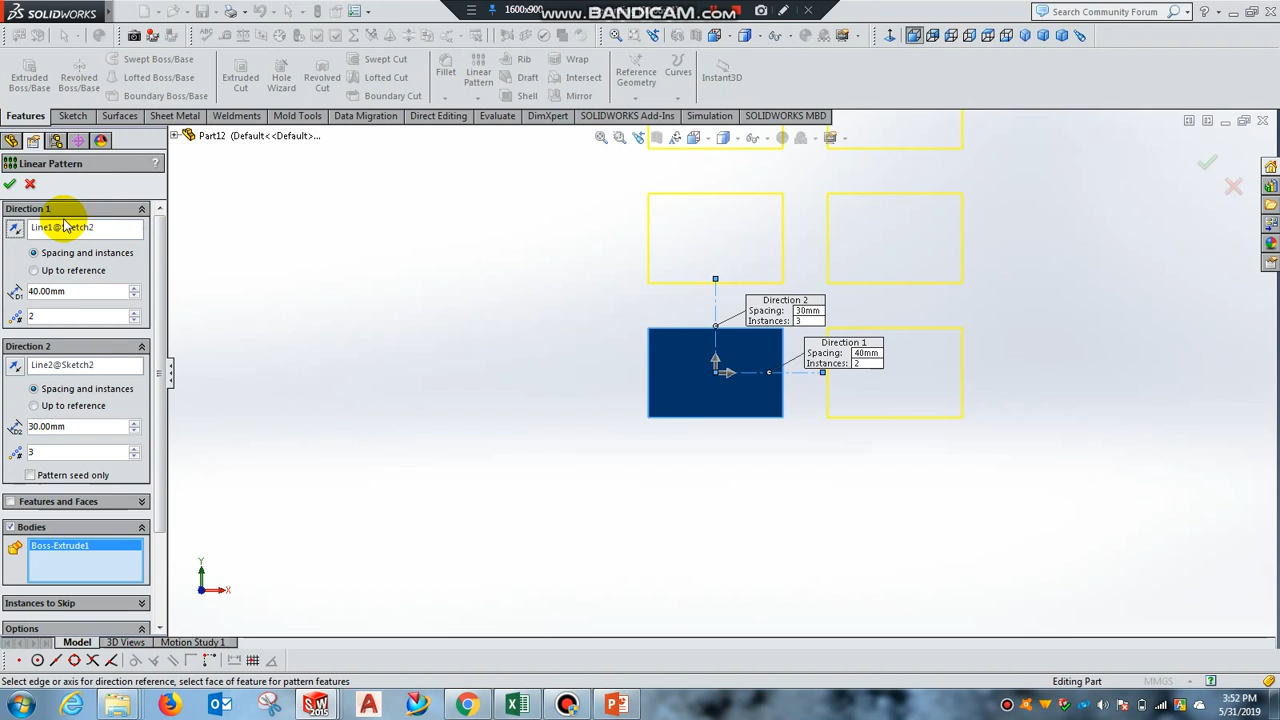 SOLIDWORKS
1600x900
www.BANDICAM.com
Search Community Forum
Extruded Boss/Base
Revolved Boss/Base
Swept Boss/Base
Lofted Boss/Base
Boundary Boss/Base
Extruded Cut
Hole Wizard
Revolved Cut
Swept Cut
Lofted Cut
Boundary Cut
Fillet
Linear Pattern
Rib
Draft
Shell
Wrap
Intersect
Mirror
Reference Geometry
Curves
Instant3D
Features
Sketch
Surfaces
Sheet Metal
Weldments
Mold Tools
Data Migration
Direct Editing
Evaluate
DimXpert
SOLIDWORKS Add-Ins
Simulation
SOLIDWORKS MBD
Part12 (Default<<Default>...
Linear Pattern
?
Direction 1
Line1@Sketch2
Spacing and instances
Up to reference
D1
40.00mm
2
Direction 2
Line2@Sketch2
Spacing and instances
Up to reference
D2
30.00mm
3
Pattern seed only
Features and Faces
Bodies
Boss-Extrude1
Instances to Skip
Options
Direction 2
Spacing: 30mm
Instances: 3
Direction 1
Spacing: 40mm
Instances: 2
Y
X
Model
3D Views
Motion Study 1
Select edge or axis for direction reference, select face of feature for pattern features
Editing Part
MMGS
3:52 PM
5/31/2019